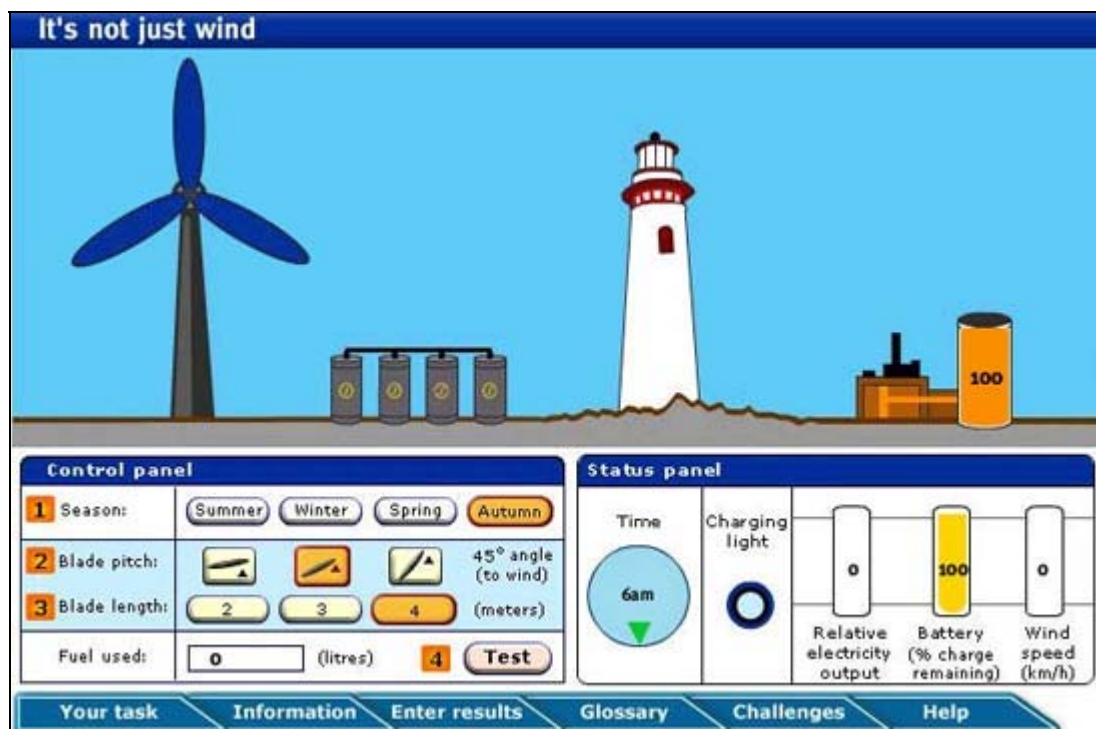 It's not just wind
100
Control panel
1 Season: Summer Winter Spring Autumn
2 Blade pitch: 45° angle (to wind)
3 Blade length: 2 3 4 (meters)
Fuel used: 0 (litres) 4 Test
Status panel
Time
6am
Charging
light
0 100 0
Relative
electricity
output
Battery
(% charge
remaining)
Wind
speed
(km/h)
Your task Information Enter results Glossary Challenges Help